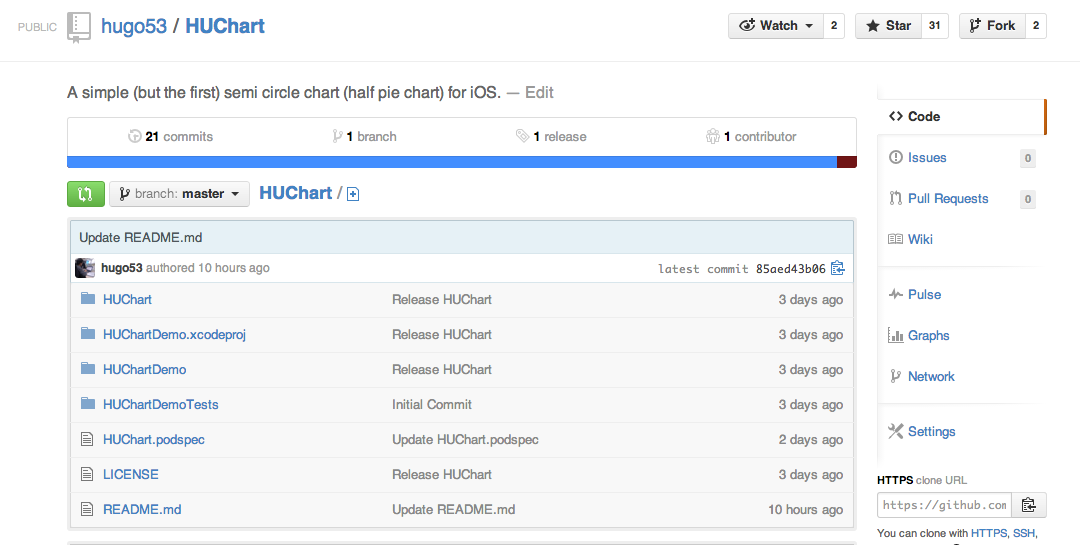 PUBLIC hugo53 / HUChart Watch 2 Star 31 Fork 2
A simple (but the first) semi circle chart (half pie chart) for iOS. — Edit
21 commits 1 branch 1 release 1 contributor
branch: master HUChart /
Update README.md
hugo53 authored 10 hours ago latest commit 85aed43b06
HUChart Release HUChart 3 days ago
HUChartDemo.xcodeproj Release HUChart 3 days ago
HUChartDemo Release HUChart 3 days ago
HUChartDemoTests Initial Commit 3 days ago
HUChart.podspec Update HUChart.podspec 2 days ago
LICENSE Release HUChart 3 days ago
README.md Update README.md 10 hours ago
Code
Issues 0
Pull Requests 0
Wiki
Pulse
Graphs
Network
Settings
HTTPS clone URL
https://github.com
You can clone with HTTPS, SSH,